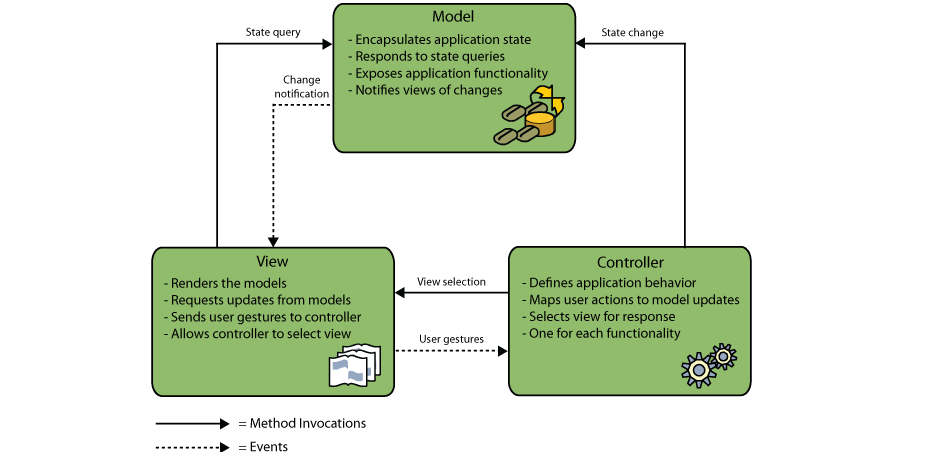 Model
- Encapsulates application state
- Responds to state queries
- Exposes application functionality
- Notifies views of changes
State query
State change
Change
notification
View
- Renders the models
- Requests updates from models
- Sends user gestures to controller
- Allows controller to select view
Controller
- Defines application behavior
- Maps user actions to model updates
- Selects view for response
- One for each functionality
View selection
User gestures
= Method Invocations
= Events